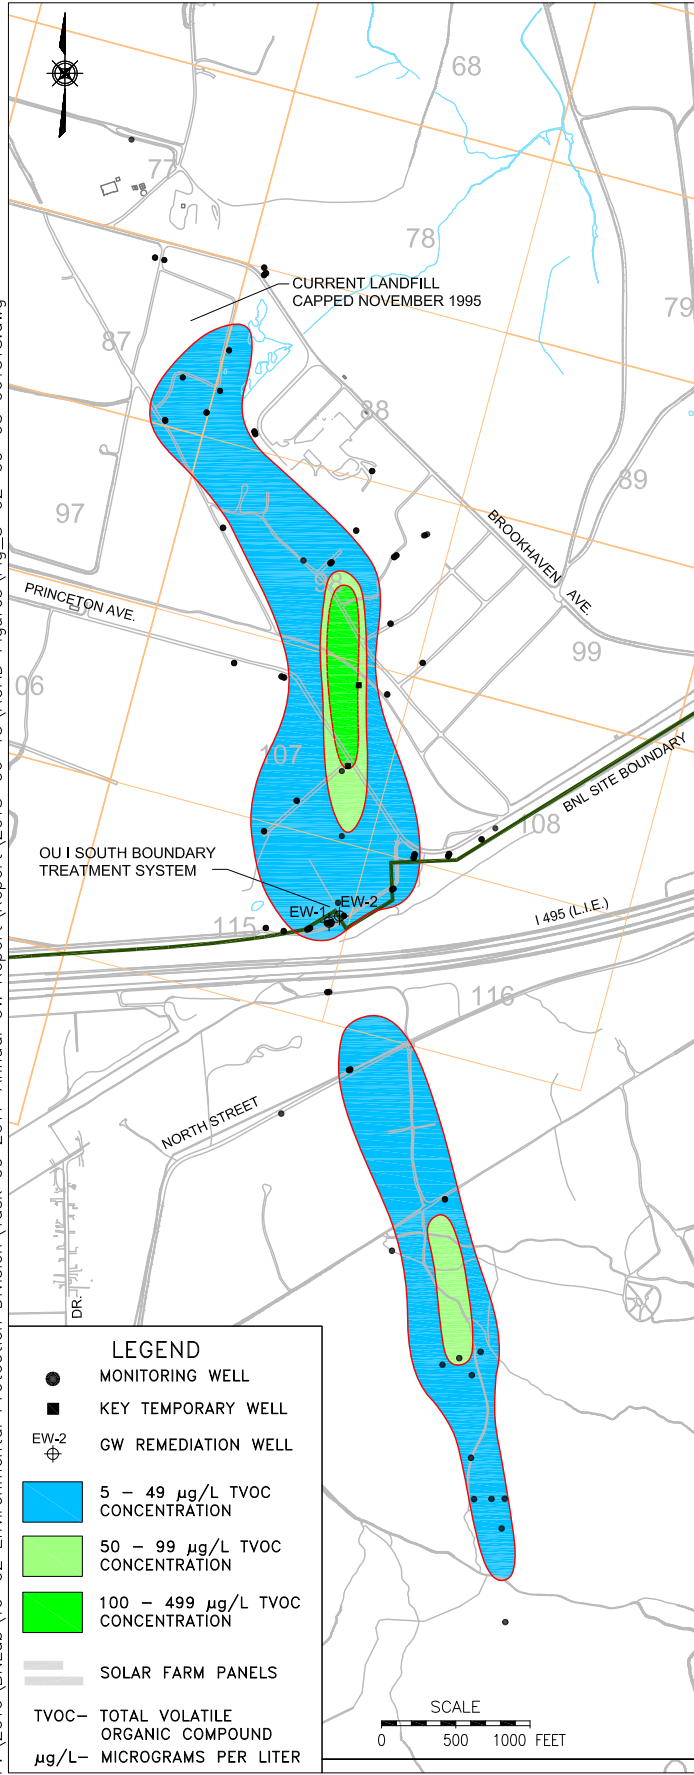 68
77
78
CURRENT LANDFILL
CAPPED NOVEMBER 1995
79
87
88
89
97
BROOKHAVEN AVE.
98
PRINCETON AVE.
99
06
107
BNL SITE BOUNDARY
108
OU I SOUTH BOUNDARY
TREATMENT SYSTEM
EW-1
EW-2
I 495 (L.I.E.)
115
116
NORTH STREET
DR.
LEGEND
MONITORING WELL
KEY TEMPORARY WELL
EW-2
GW REMEDIATION WELL
5 – 49 µg/L TVOC
CONCENTRATION
50 – 99 µg/L TVOC
CONCENTRATION
100 – 499 µg/L TVOC
CONCENTRATION
SOLAR FARM PANELS
TVOC– TOTAL VOLATILE
ORGANIC COMPOUND
µg/L– MICROGRAMS PER LITER
SCALE
0 500 1000 FEET